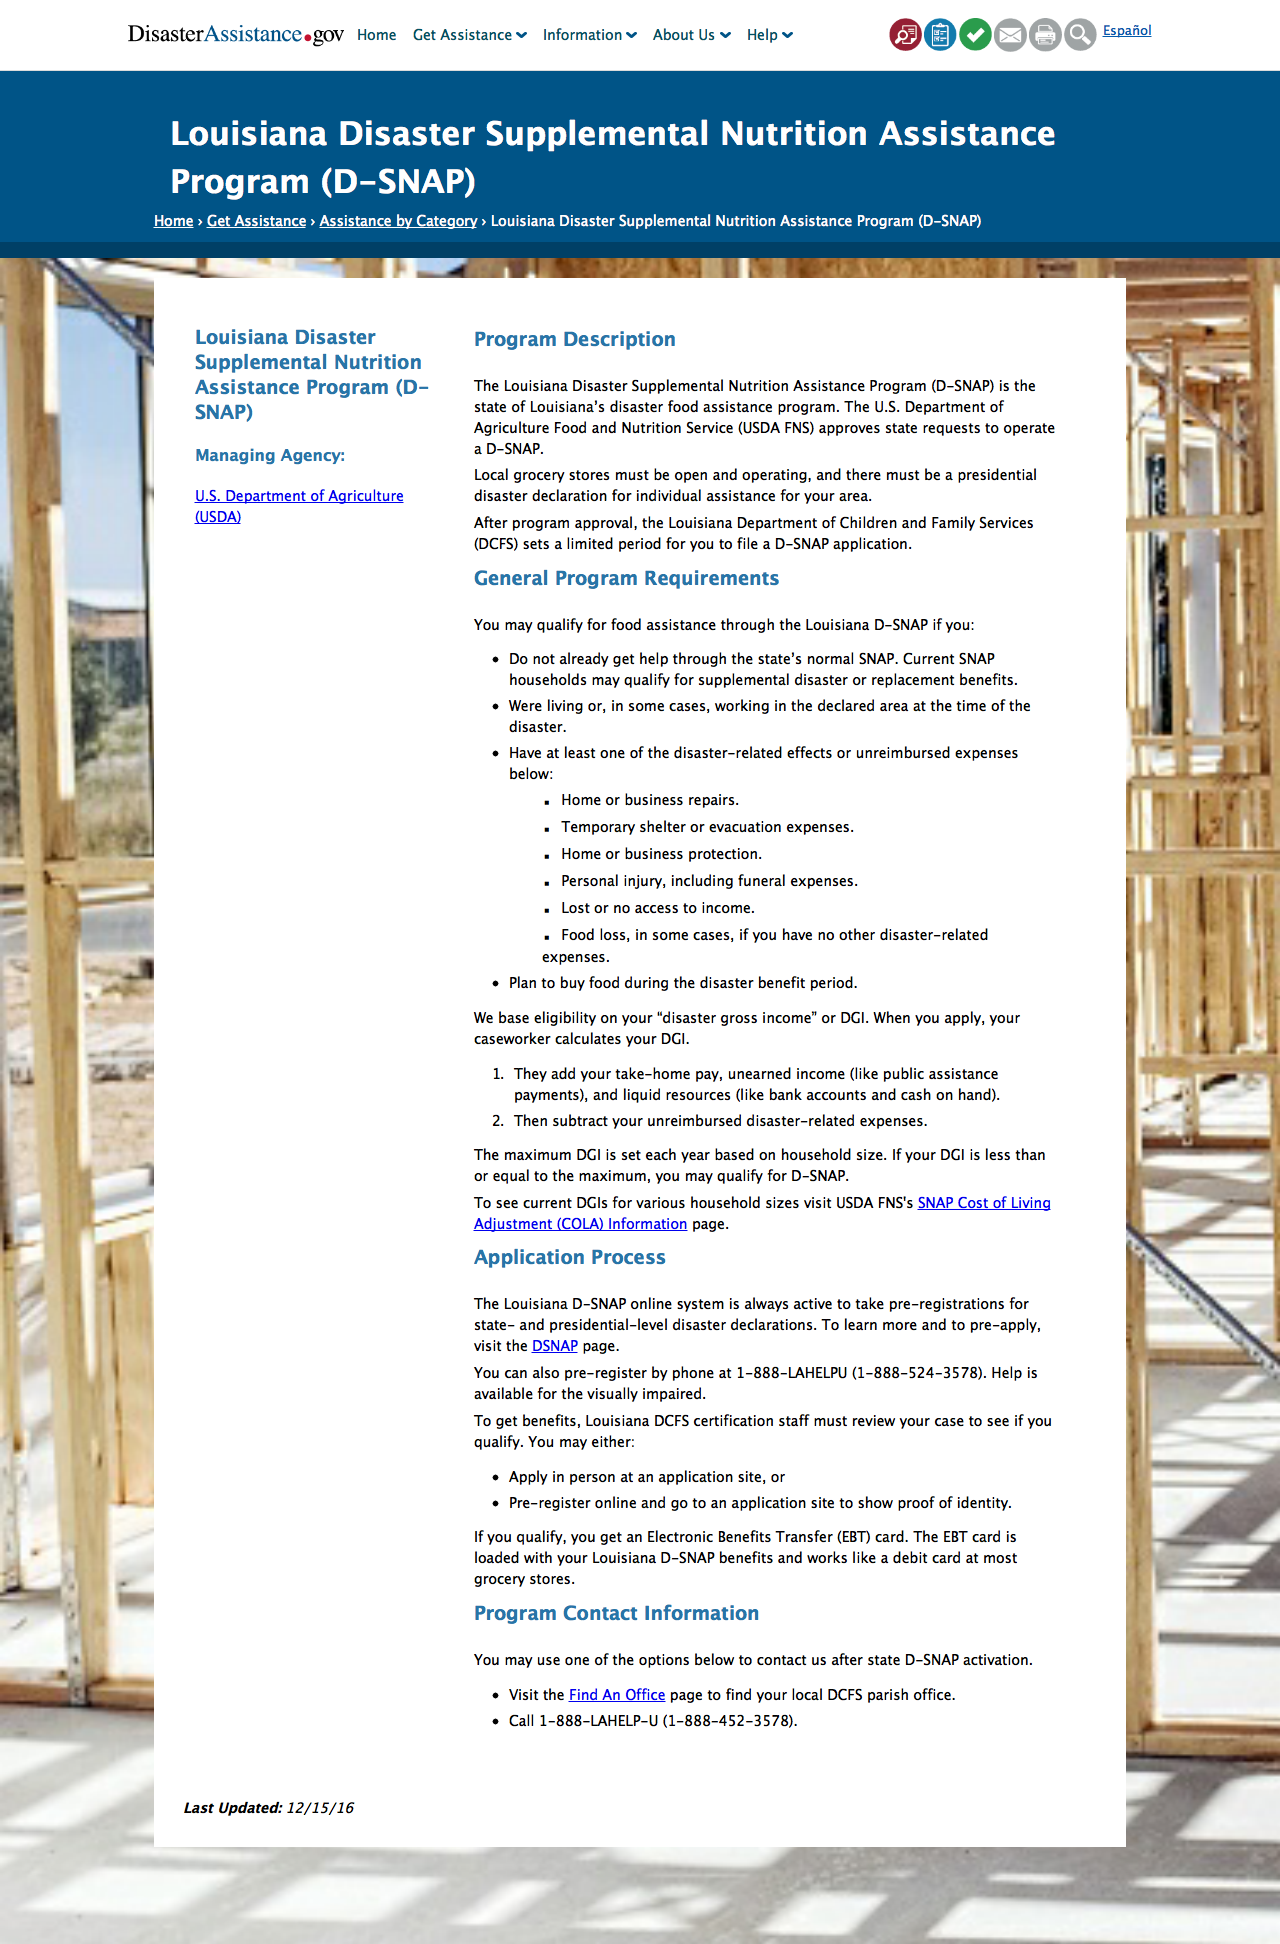 DisasterAssistance.gov Home Get Assistance Information About Us Help Español
Louisiana Disaster Supplemental Nutrition Assistance
Program (D-SNAP)
Home › Get Assistance › Assistance by Category › Louisiana Disaster Supplemental Nutrition Assistance Program (D-SNAP)
Louisiana Disaster
Supplemental Nutrition
Assistance Program (D-
SNAP)
Managing Agency:
U.S. Department of Agriculture
(USDA)
Program Description
The Louisiana Disaster Supplemental Nutrition Assistance Program (D-SNAP) is the
state of Louisiana’s disaster food assistance program. The U.S. Department of
Agriculture Food and Nutrition Service (USDA FNS) approves state requests to operate
a D-SNAP.
Local grocery stores must be open and operating, and there must be a presidential
disaster declaration for individual assistance for your area.
After program approval, the Louisiana Department of Children and Family Services
(DCFS) sets a limited period for you to file a D-SNAP application.
General Program Requirements
You may qualify for food assistance through the Louisiana D-SNAP if you:
• Do not already get help through the state’s normal SNAP. Current SNAP
households may qualify for supplemental disaster or replacement benefits.
• Were living or, in some cases, working in the declared area at the time of the
disaster.
• Have at least one of the disaster-related effects or unreimbursed expenses
below:
▪ Home or business repairs.
▪ Temporary shelter or evacuation expenses.
▪ Home or business protection.
▪ Personal injury, including funeral expenses.
▪ Lost or no access to income.
▪ Food loss, in some cases, if you have no other disaster-related
expenses.
• Plan to buy food during the disaster benefit period.
We base eligibility on your “disaster gross income” or DGI. When you apply, your
caseworker calculates your DGI.
1. They add your take-home pay, unearned income (like public assistance
payments), and liquid resources (like bank accounts and cash on hand).
2. Then subtract your unreimbursed disaster-related expenses.
The maximum DGI is set each year based on household size. If your DGI is less than
or equal to the maximum, you may qualify for D-SNAP.
To see current DGIs for various household sizes visit USDA FNS's SNAP Cost of Living
Adjustment (COLA) Information page.
Application Process
The Louisiana D-SNAP online system is always active to take pre-registrations for
state- and presidential-level disaster declarations. To learn more and to pre-apply,
visit the DSNAP page.
You can also pre-register by phone at 1-888-LAHELPU (1-888-524-3578). Help is
available for the visually impaired.
To get benefits, Louisiana DCFS certification staff must review your case to see if you
qualify. You may either:
• Apply in person at an application site, or
• Pre-register online and go to an application site to show proof of identity.
If you qualify, you get an Electronic Benefits Transfer (EBT) card. The EBT card is
loaded with your Louisiana D-SNAP benefits and works like a debit card at most
grocery stores.
Program Contact Information
You may use one of the options below to contact us after state D-SNAP activation.
• Visit the Find An Office page to find your local DCFS parish office.
• Call 1-888-LAHELP-U (1-888-452-3578).
Last Updated: 12/15/16